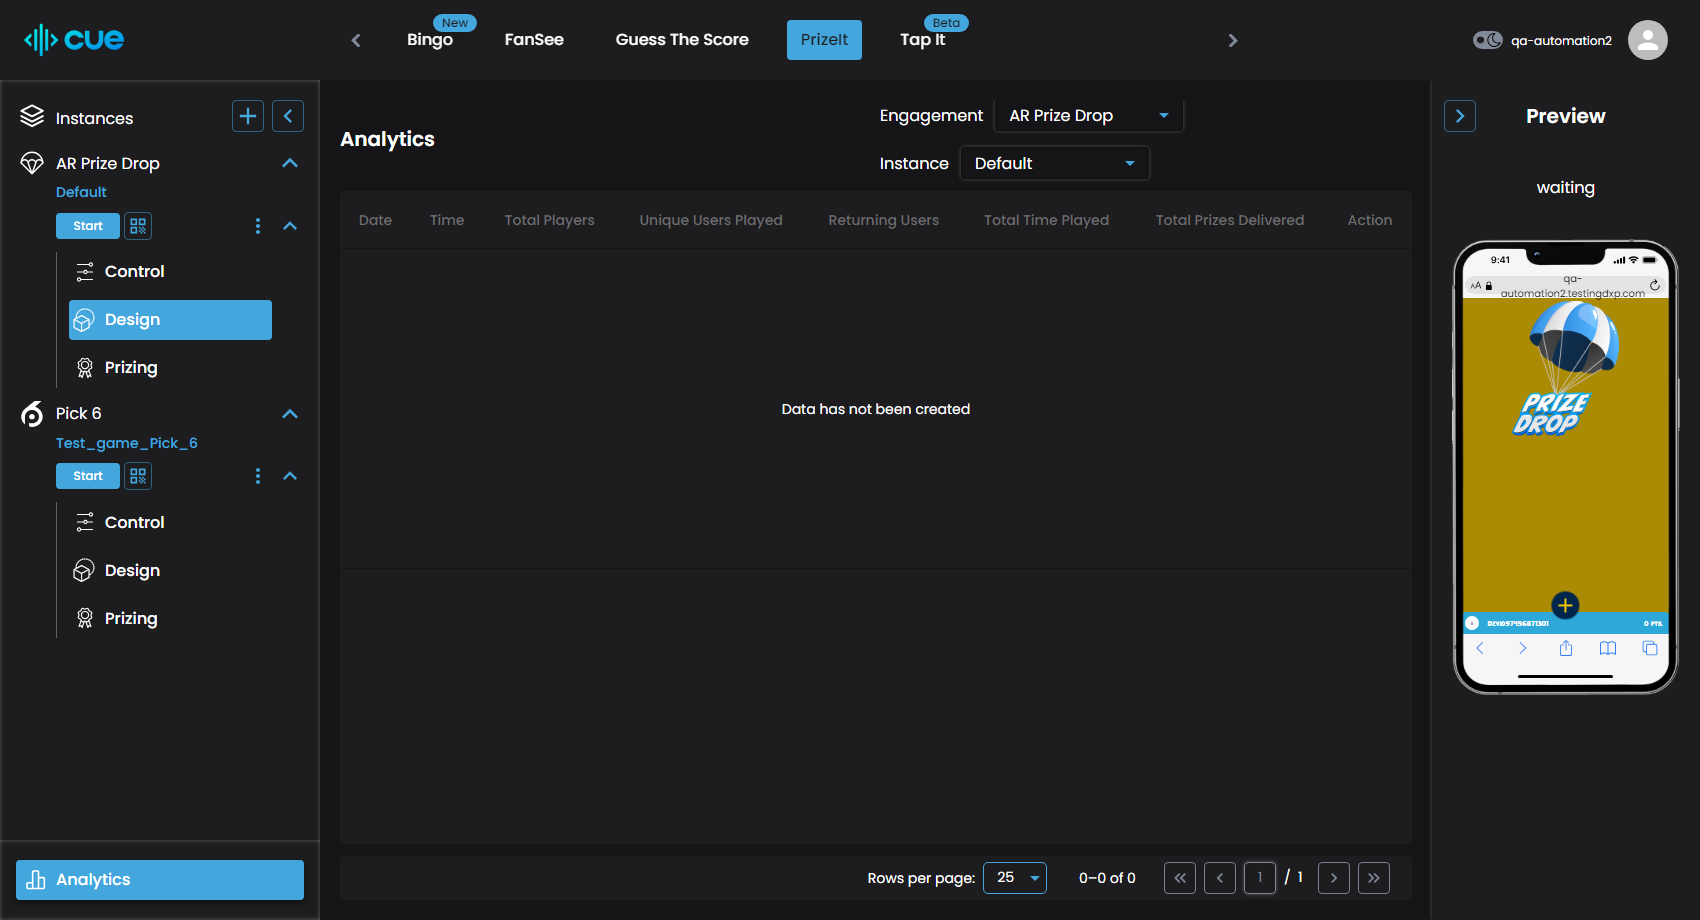 cue
New
Bingo
FanSee
Guess The Score
PrizeIt
Beta
Tap It
qa-automation2
Instances
AR Prize Drop
Default
Start
Control
Design
Prizing
Pick 6
Test_game_Pick_6
Start
Control
Design
Prizing
Analytics
Analytics
Engagement
AR Prize Drop
Instance
Default
Date Time Total Players Unique Users Played Returning Users Total Time Played Total Prizes Delivered Action
Data has not been created
Rows per page: 25 0–0 of 0 1 / 1
Preview
waiting
9:41
AA
qa-
automation2.testingdxp.com
PRIZE
DROP
0 PTS.